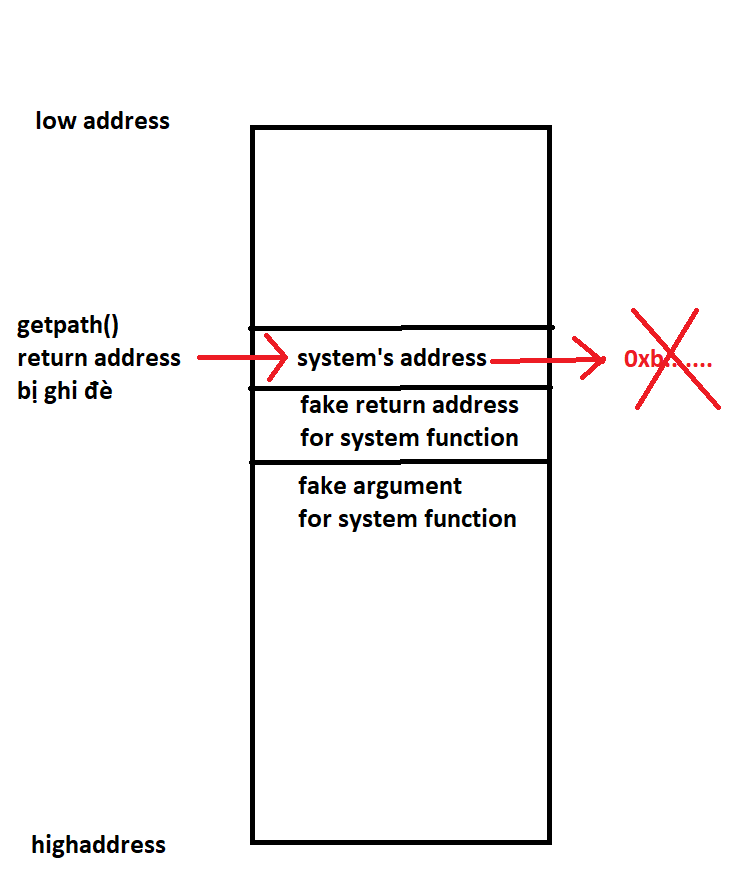 low address
getpath()
return address
bị ghi đè
system's address
0xb.......
fake return address
for system function
fake argument
for system function
highaddress